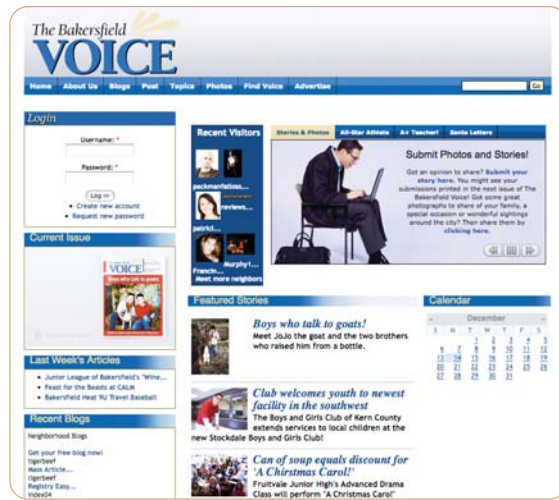 The Bakersfield
VOICE
Home About Us Blogs Post Topics Photos Find Voice Advertise
Go
Login
Username: *
Password: *
Log in
• Create new account
• Request new password
Current Issue
VOICE
Boys who talk to goats!
Last Week's Articles
• Junior League of Bakersfield's "Wine...
• Feast for the Beasts at CALM
• Bakersfield Heat 9U Travel Baseball
Recent Blogs
Neighborhood Blogs
Get your free blog now!
tigerbeef
Mass Article...
tigerbeef
Registry Easy...
index04
Recent Visitors
packmanfatloss...
reviews...
patrici...
Murphy1...
Francin...
Meet more neighbors
Stories & Photos All-Star Athlete A+ Teacher! Santa Letters
Submit Photos and Stories!
Got an opinion to share? Submit your
story here. You might see your
submissions printed in the next issue of The
Bakersfield Voice! Got some great
photographs to share of your family, a
special occasion or wonderful sightings
around the city? Then share them by
clicking here.
Featured Stories
Boys who talk to goats!
Meet JoJo the goat and the two brothers
who raised him from a bottle.
Club welcomes youth to newest
facility in the southwest
The Boys and Girls Club of Kern County
extends services to local children at the
new Stockdale Boys and Girls Club!
Can of soup equals discount for
'A Chirstmas Carol!'
Fruitvale Junior High's Advanced Drama
Class will perform "A Christmas Carol"
Calendar
« December »
S M T W T F S
1 2 3 4 5
6 7 8 9 10 11 12
13 14 15 16 17 18 19
20 21 22 23 24 25 26
27 28 29 30 31